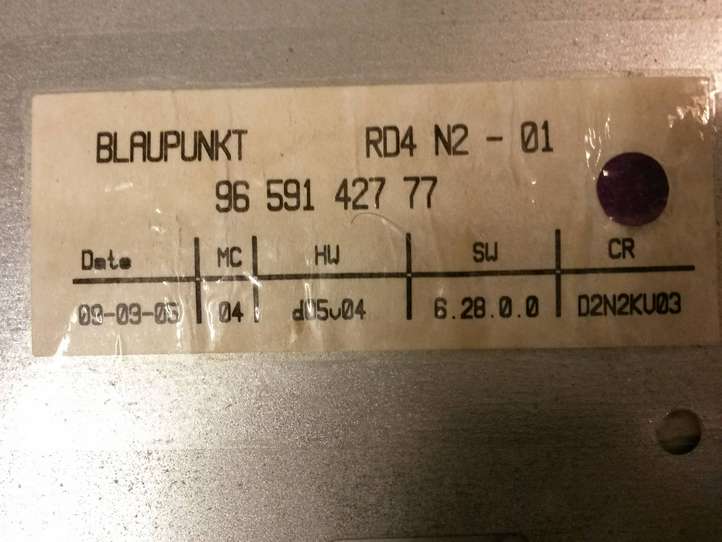 BLAUPUNKT RD4 N2 - 01
96 591 427 77
Date MC HW SW CR
09-09-05 04 d05v04 6.28.0.0 D2N2KV03